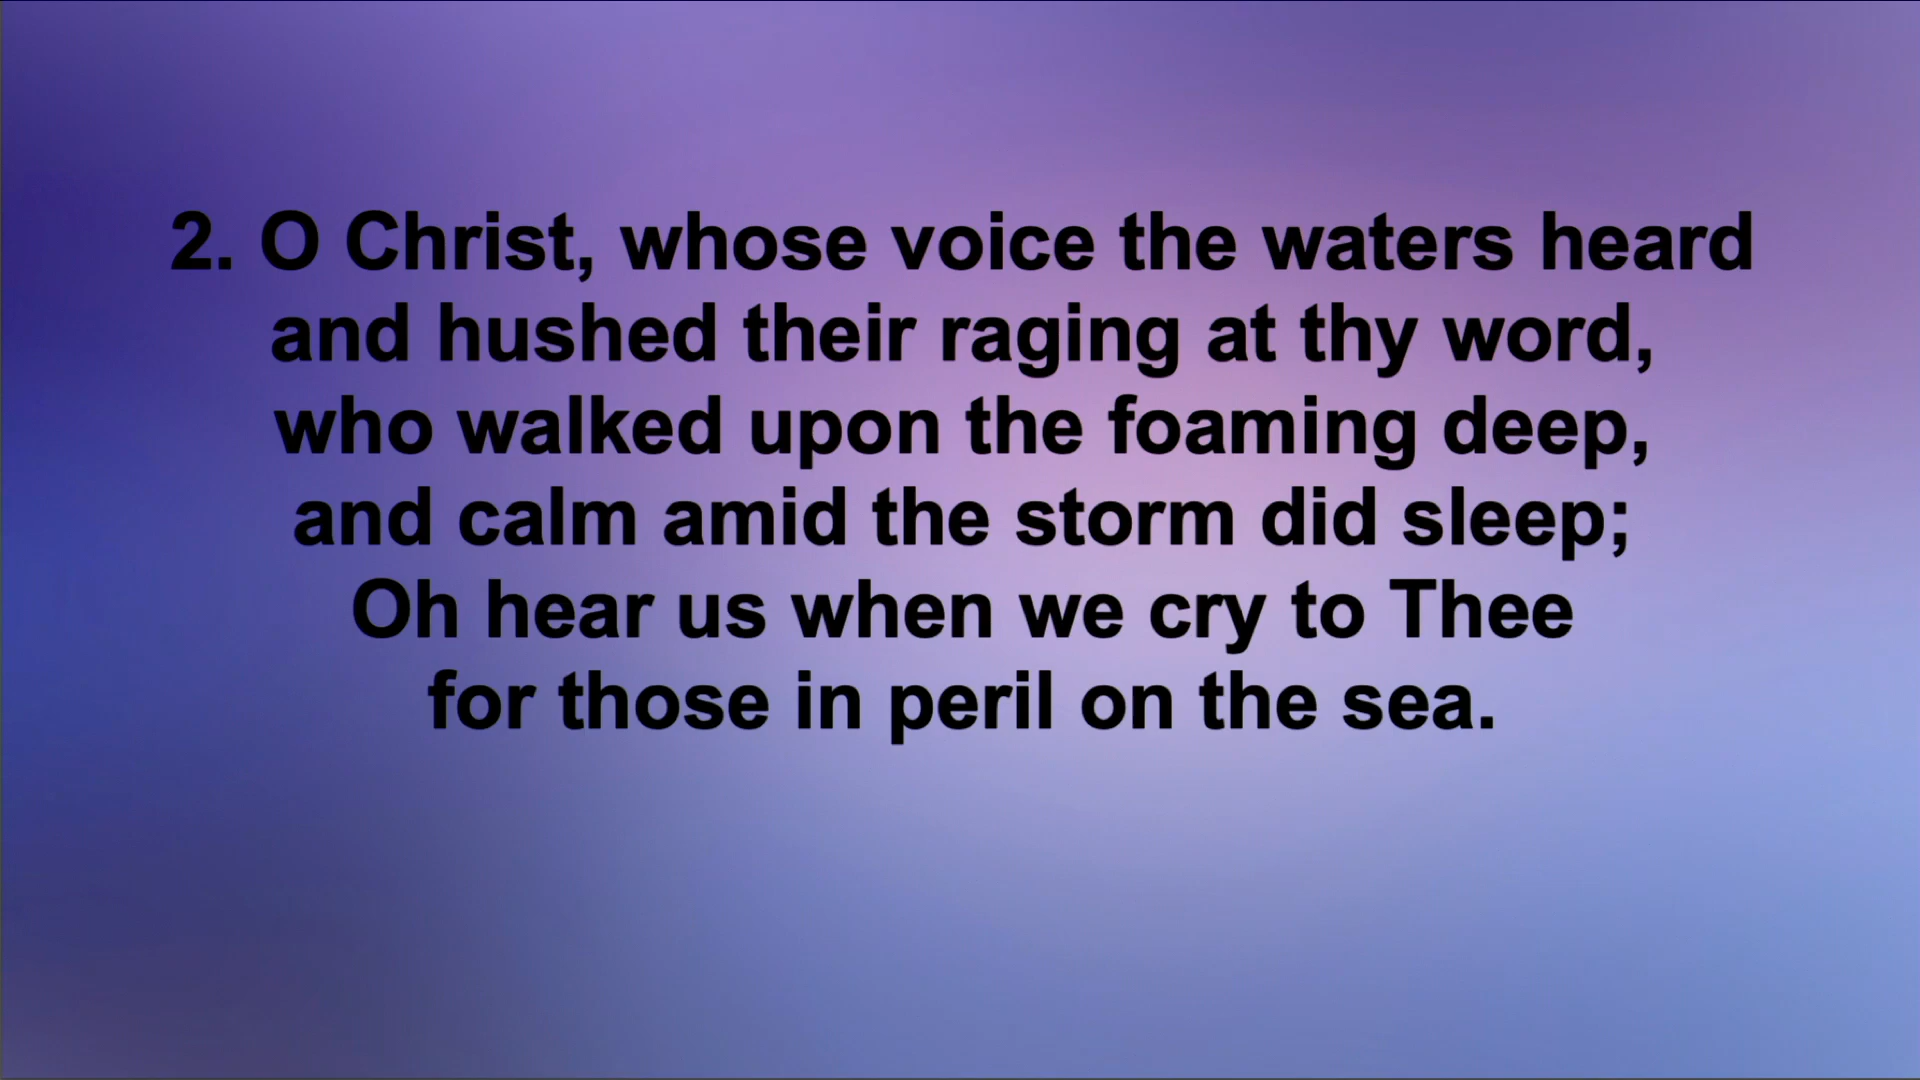 2. O Christ, whose voice the waters heard
and hushed their raging at thy word,
who walked upon the foaming deep,
and calm amid the storm did sleep;
Oh hear us when we cry to Thee
for those in peril on the sea.